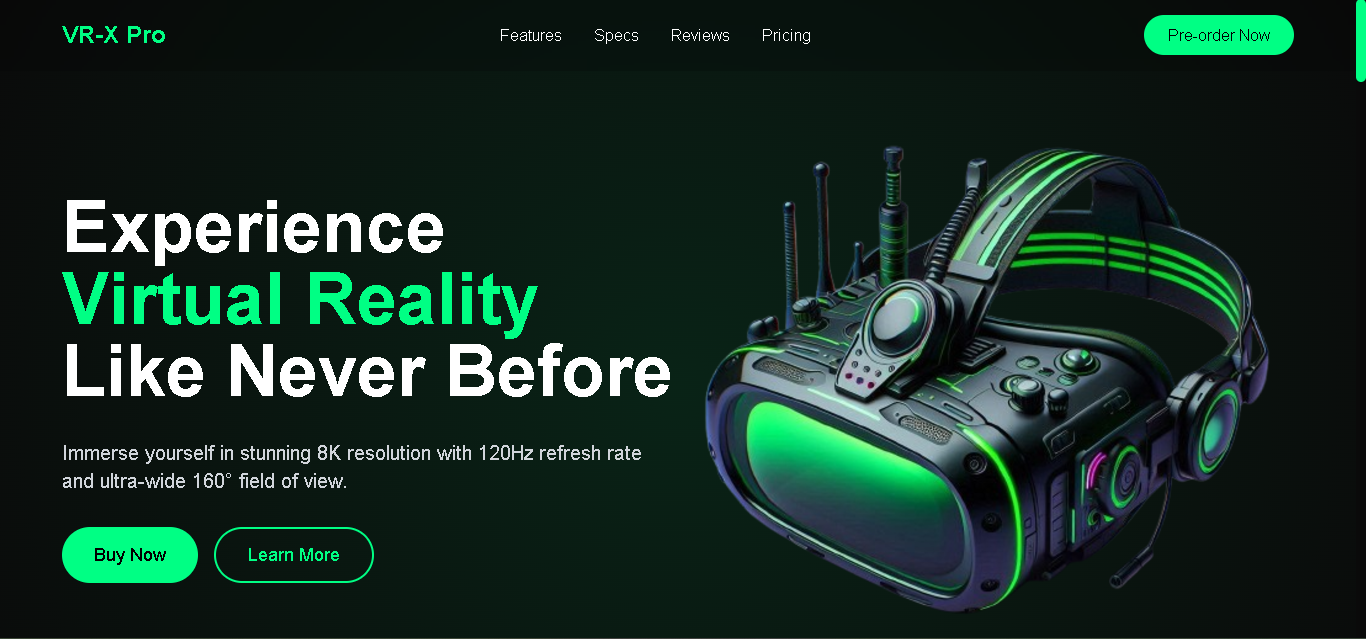 VR-X Pro
Features
Specs
Reviews
Pricing
Pre-order Now
Experience
Virtual Reality
Like Never Before
Immerse yourself in stunning 8K resolution with 120Hz refresh rate
and ultra-wide 160° field of view.
Buy Now
Learn More